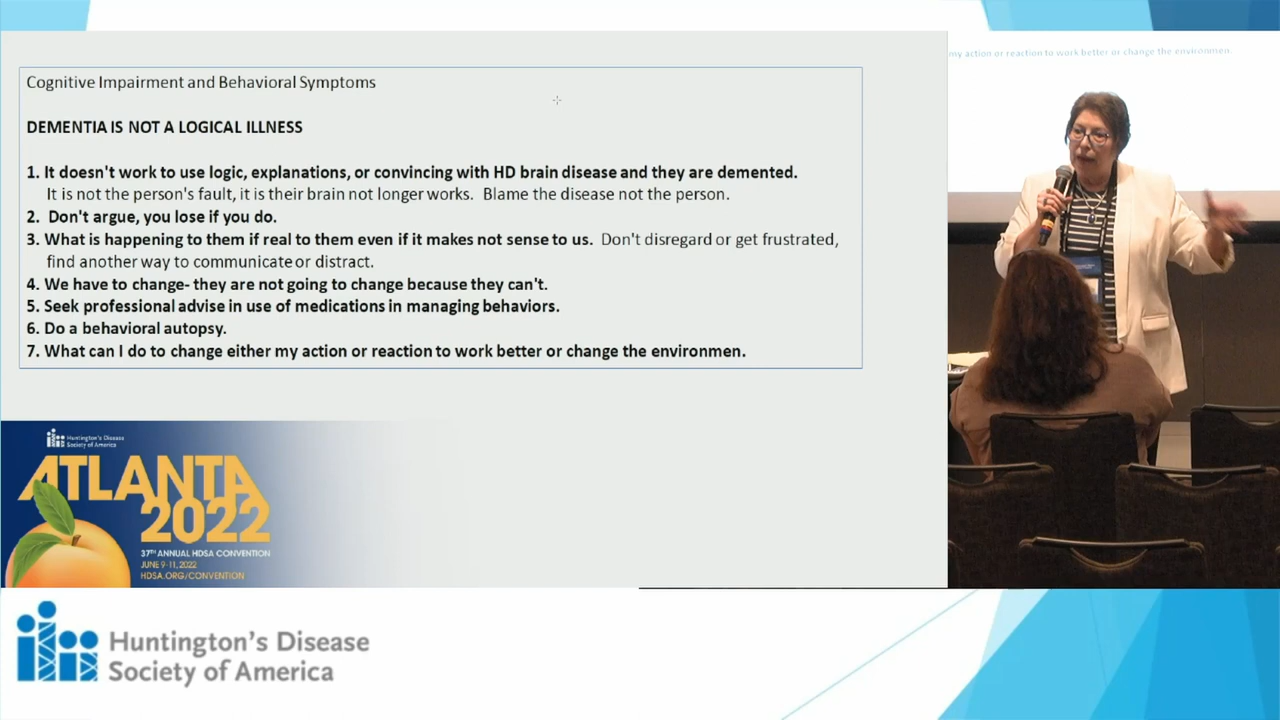 Cognitive Impairment and Behavioral Symptoms
DEMENTIA IS NOT A LOGICAL ILLNESS
1. It doesn't work to use logic, explanations, or convincing with HD brain disease and they are demented.
It is not the person's fault, it is their brain not longer works. Blame the disease not the person.
2. Don't argue, you lose if you do.
3. What is happening to them if real to them even if it makes not sense to us. Don't disregard or get frustrated,
find another way to communicate or distract.
4. We have to change- they are not going to change because they can't.
5. Seek professional advise in use of medications in managing behaviors.
6. Do a behavioral autopsy.
7. What can I do to change either my action or reaction to work better or change the environmen.
my action or reaction to work better or change the environmen.
Huntington's Disease
Society of America
ATLANTA
2022
37TH ANNUAL HDSA CONVENTION
JUNE 9-11, 2022
HDSA.ORG/CONVENTION
Huntington's Disease
Society of America